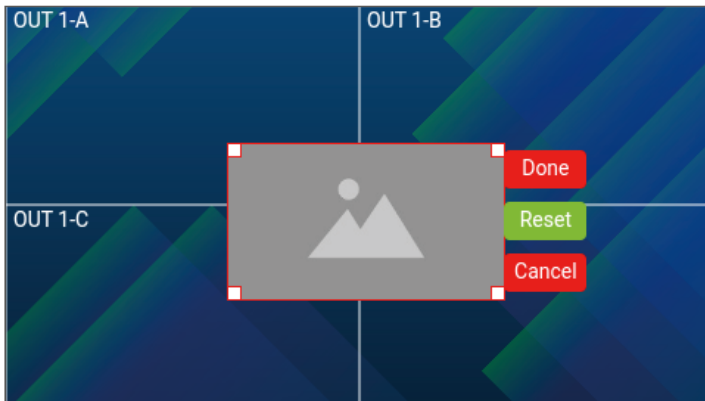 OUT 1-A
OUT 1-B
Done
OUT 1-C
Reset
Cancel